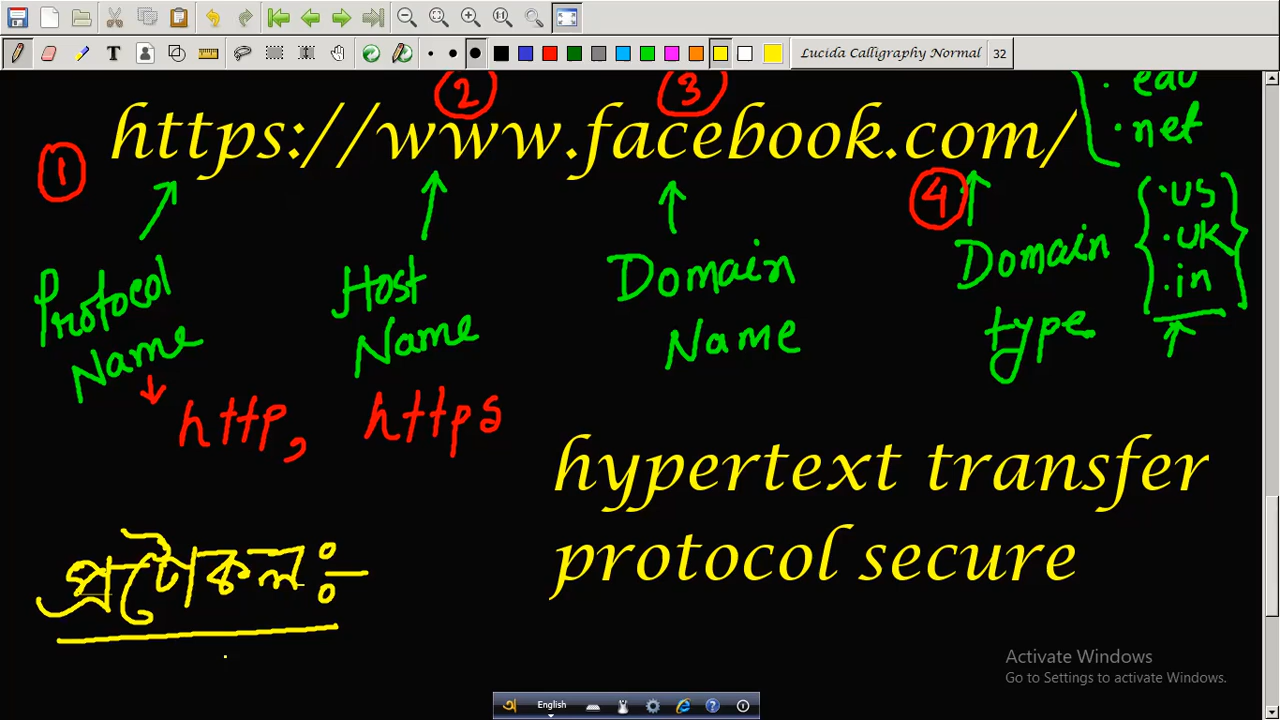 Lucida Calligraphy Normal 32
.edu
.net
② ③
https://www.facebook.com/
① ④
Protocol Name
Host Name
Domain Name
Domain type
.us
.uk
.in
http, https
hypertext transfer
protocol secure
প্রটোকল ঃ-
Activate Windows
Go to Settings to activate Windows.
English